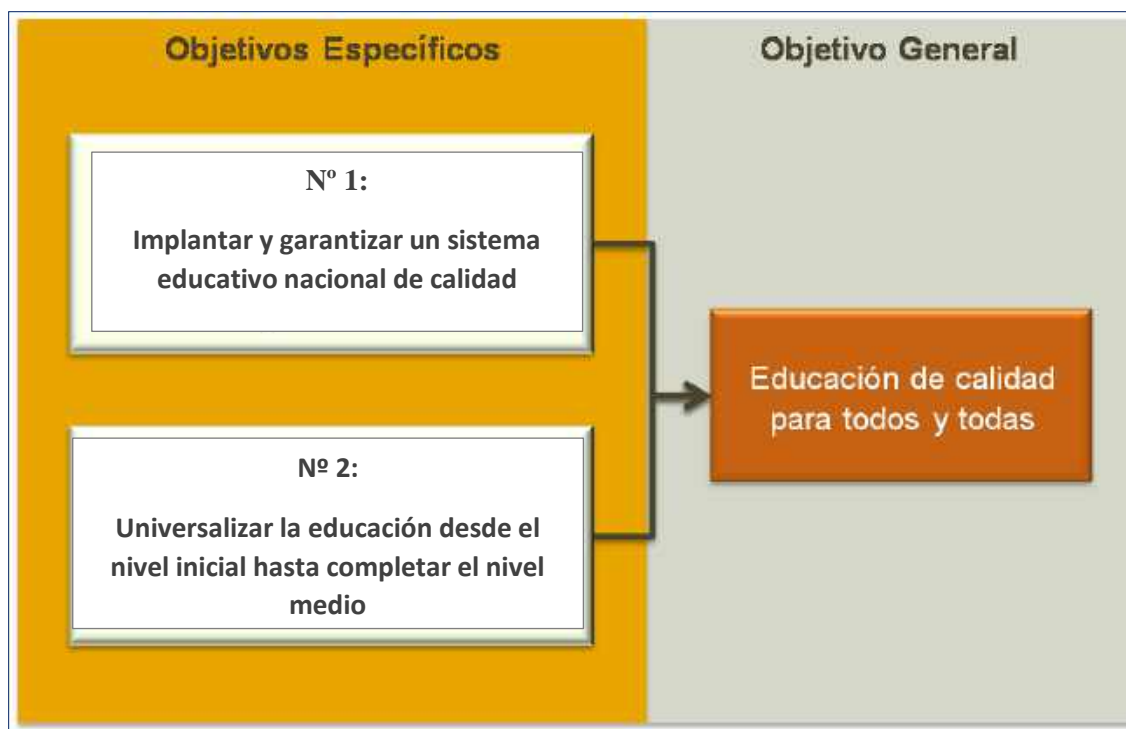 Objetivos Específicos
Objetivo General
Nº 1:
Implantar y garantizar un sistema
educativo nacional de calidad
Nº 2:
Universalizar la educación desde el
nivel inicial hasta completar el nivel
medio
Educación de calidad
para todos y todas